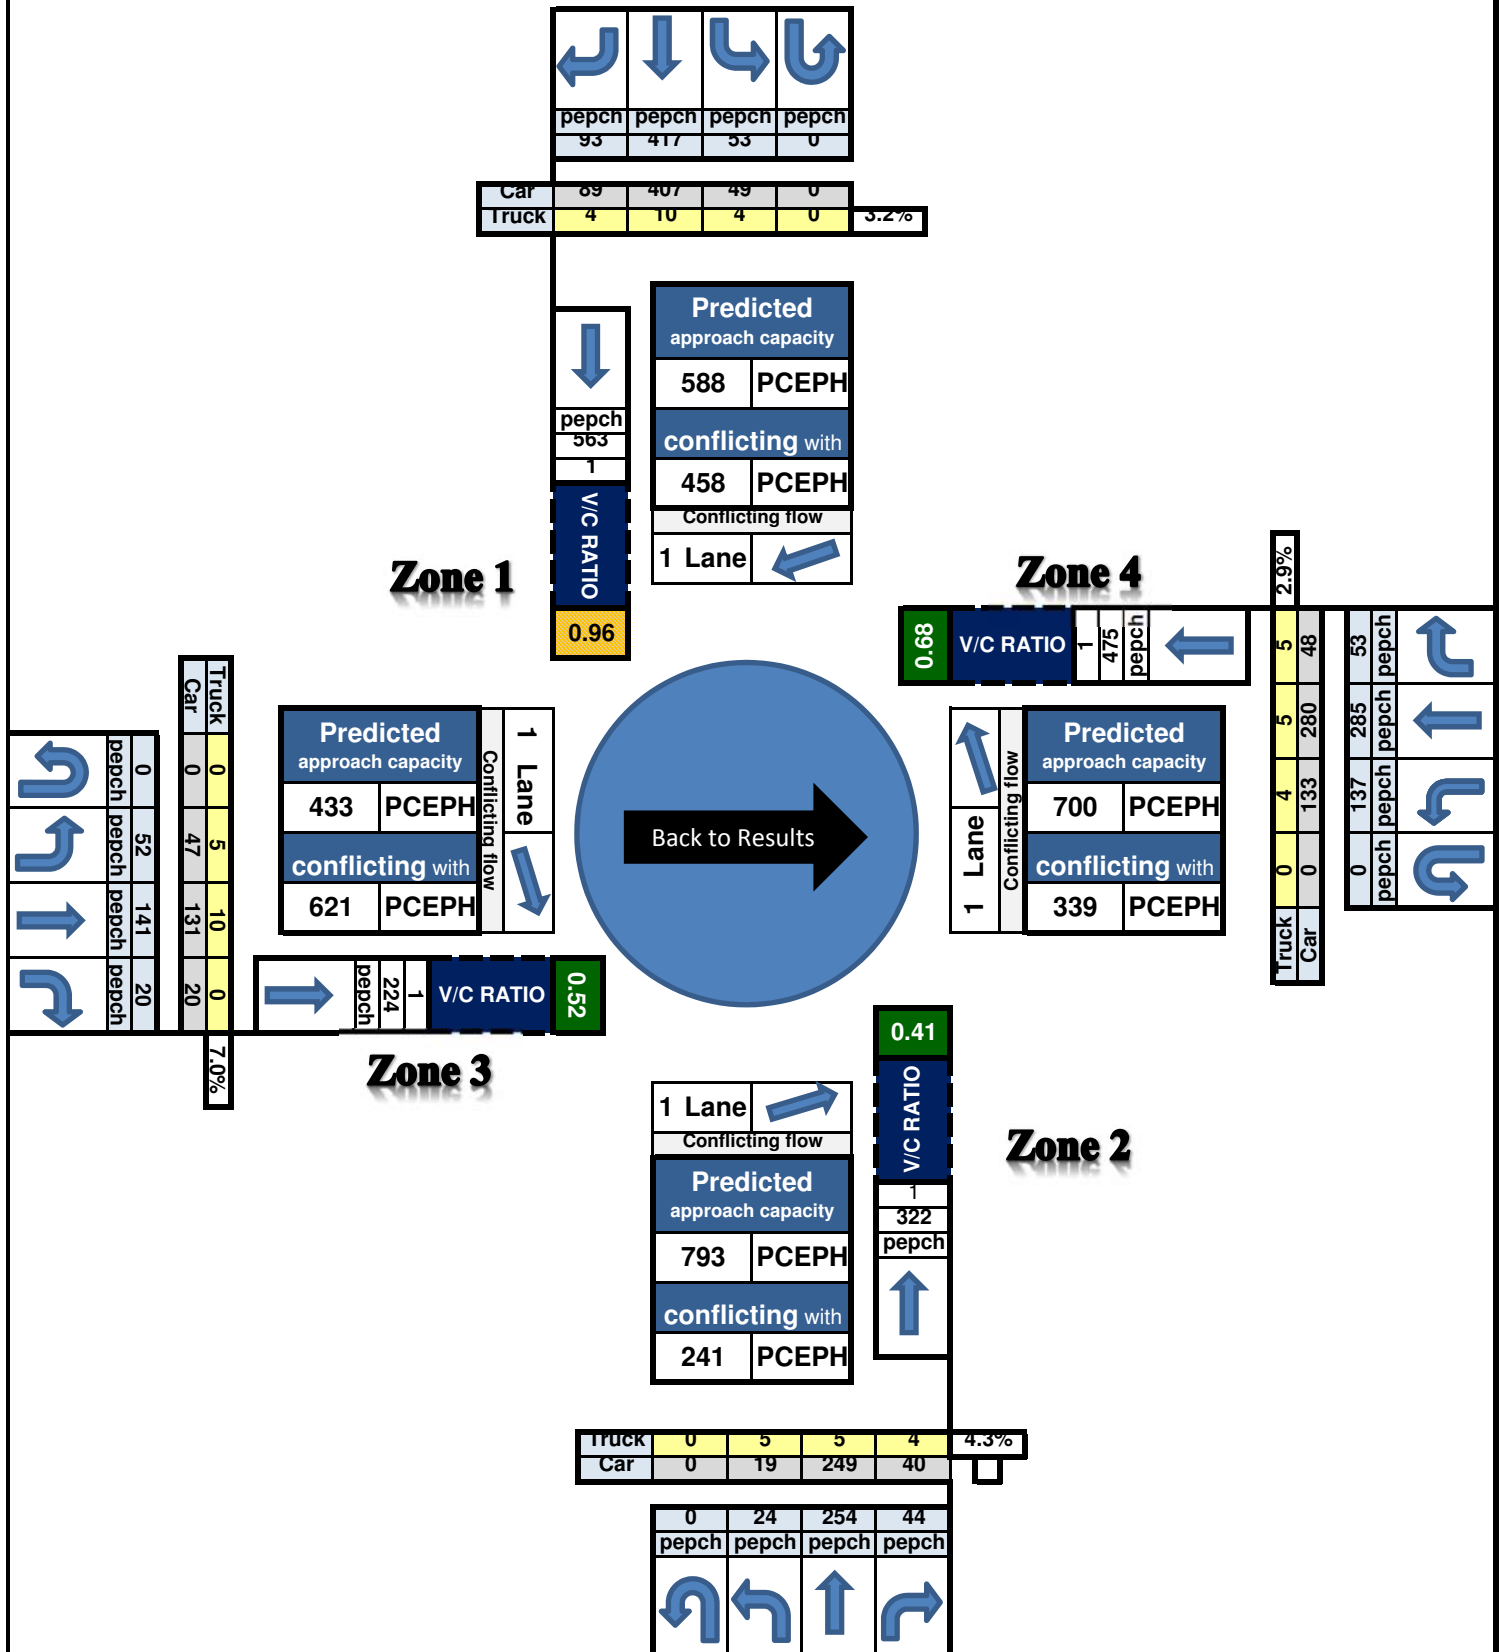 pepch pepch pepch pepch
93 417 53 0
Car 89 407 49 0
Truck 4 10 4 0 3.2%
Predicted
approach capacity
588 PCEPH
conflicting with
458 PCEPH
Conflicting flow
1 Lane
pepch
563
1
V/C RATIO
0.96
Zone 1
Zone 4
0.68
V/C RATIO
1
475
pepch
2.9%
5 5 4 0 Truck
48 280 133 0 Car
53 285 137 0
pepch pepch pepch pepch
Truck 0 5 10 0
Car 0 47 131 20
0 52 141 20
pepch pepch pepch pepch
7.0%
Predicted
approach capacity
433 PCEPH
conflicting with
621 PCEPH
Conflicting flow
1 Lane
Back to Results
1 Lane
Conflicting flow
Predicted
approach capacity
700 PCEPH
conflicting with
339 PCEPH
pepch
224
1
V/C RATIO
0.52
Zone 3
0.41
V/C RATIO
1
322
pepch
Zone 2
1 Lane
Conflicting flow
Predicted
approach capacity
793 PCEPH
conflicting with
241 PCEPH
Truck 0 5 5 4 4.3%
Car 0 19 249 40
0 24 254 44
pepch pepch pepch pepch